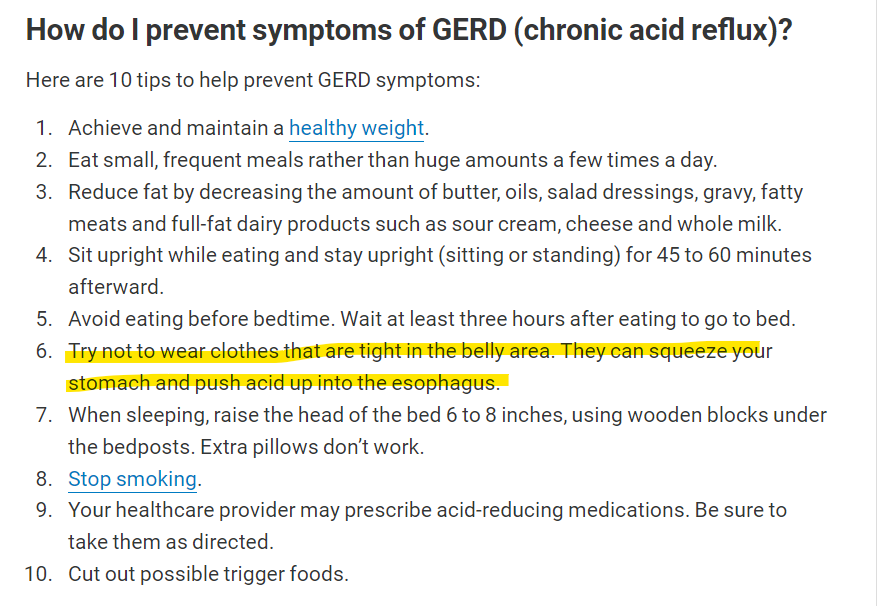 How do I prevent symptoms of GERD (chronic acid reflux)?
Here are 10 tips to help prevent GERD symptoms:
1. Achieve and maintain a healthy weight.
2. Eat small, frequent meals rather than huge amounts a few times a day.
3. Reduce fat by decreasing the amount of butter, oils, salad dressings, gravy, fatty
meats and full-fat dairy products such as sour cream, cheese and whole milk.
4. Sit upright while eating and stay upright (sitting or standing) for 45 to 60 minutes
afterward.
5. Avoid eating before bedtime. Wait at least three hours after eating to go to bed.
6. Try not to wear clothes that are tight in the belly area. They can squeeze your
stomach and push acid up into the esophagus.
7. When sleeping, raise the head of the bed 6 to 8 inches, using wooden blocks under
the bedposts. Extra pillows don’t work.
8. Stop smoking.
9. Your healthcare provider may prescribe acid-reducing medications. Be sure to
take them as directed.
10. Cut out possible trigger foods.